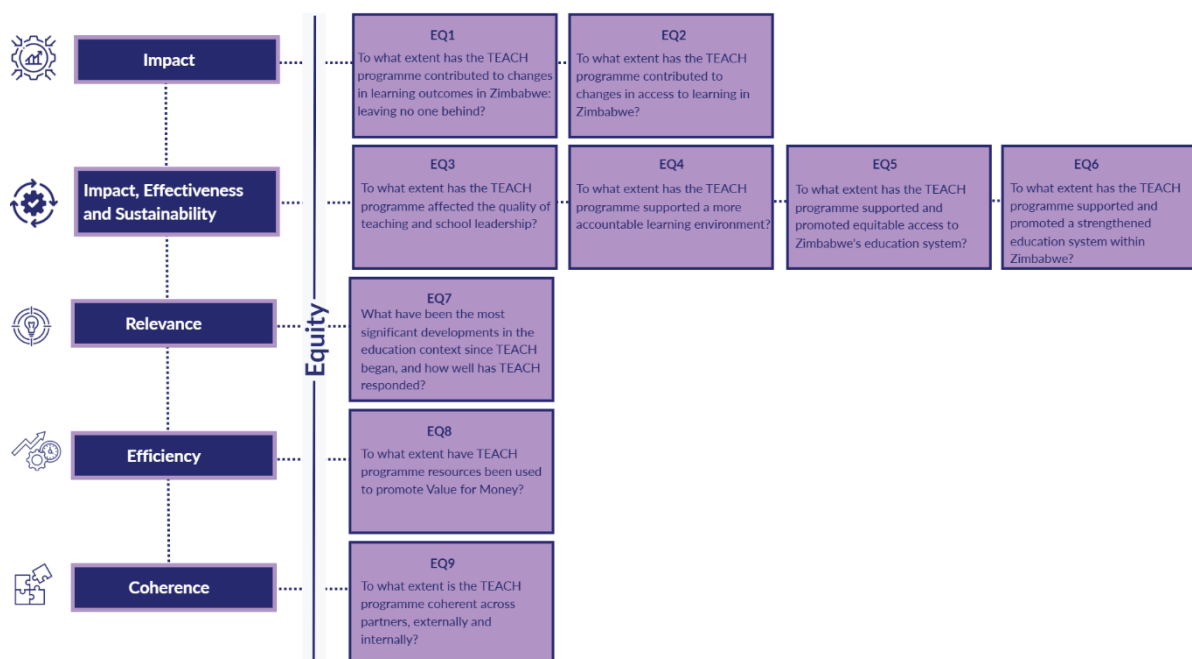 Impact
EQ1
To what extent has the TEACH
programme contributed to changes
in learning outcomes in Zimbabwe:
leaving no one behind?
EQ2
To what extent has the TEACH
programme contributed to
changes in access to learning in
Zimbabwe?
Impact, Effectiveness
and Sustainability
EQ3
To what extent has the TEACH
programme affected the quality of
teaching and school leadership?
EQ4
To what extent has the TEACH
programme supported a more
accountable learning environment?
EQ5
To what extent has the TEACH
programme supported and
promoted equitable access to
Zimbabwe's education system?
EQ6
To what extent has the TEACH
programme supported and
promoted a strengthened
education system within
Zimbabwe?
Equity
Relevance
EQ7
What have been the most
significant developments in the
education context since TEACH
began, and how well has TEACH
responded?
Efficiency
EQ8
To what extent have TEACH
programme resources been used
to promote Value for Money?
Coherence
EQ9
To what extent is the TEACH
programme coherent across
partners, externally and
internally?